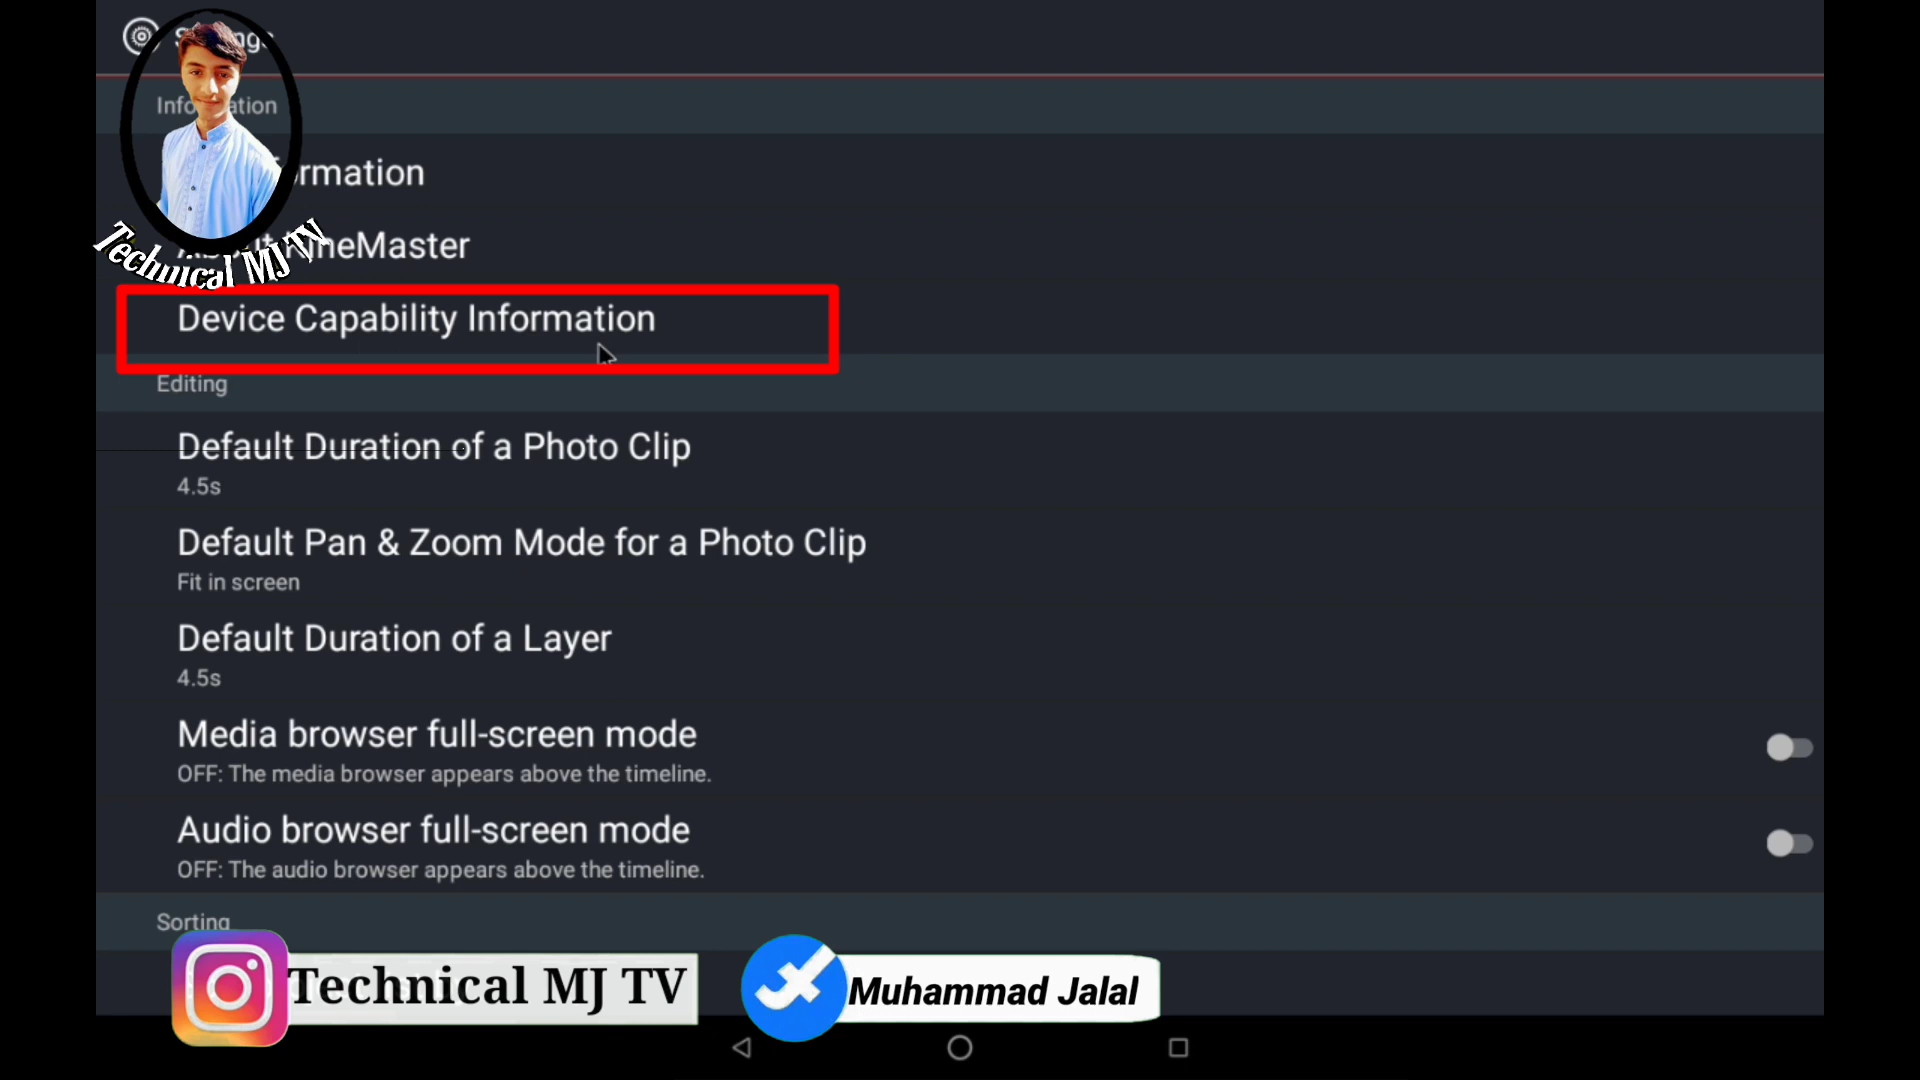 Information
Technical MJ TV
KineMaster
Device Capability Information
Editing
Default Duration of a Photo Clip
4.5s
Default Pan & Zoom Mode for a Photo Clip
Fit in screen
Default Duration of a Layer
4.5s
Media browser full-screen mode
OFF: The media browser appears above the timeline.
Audio browser full-screen mode
OFF: The audio browser appears above the timeline.
Sorting
Technical MJ TV
Muhammad Jalal